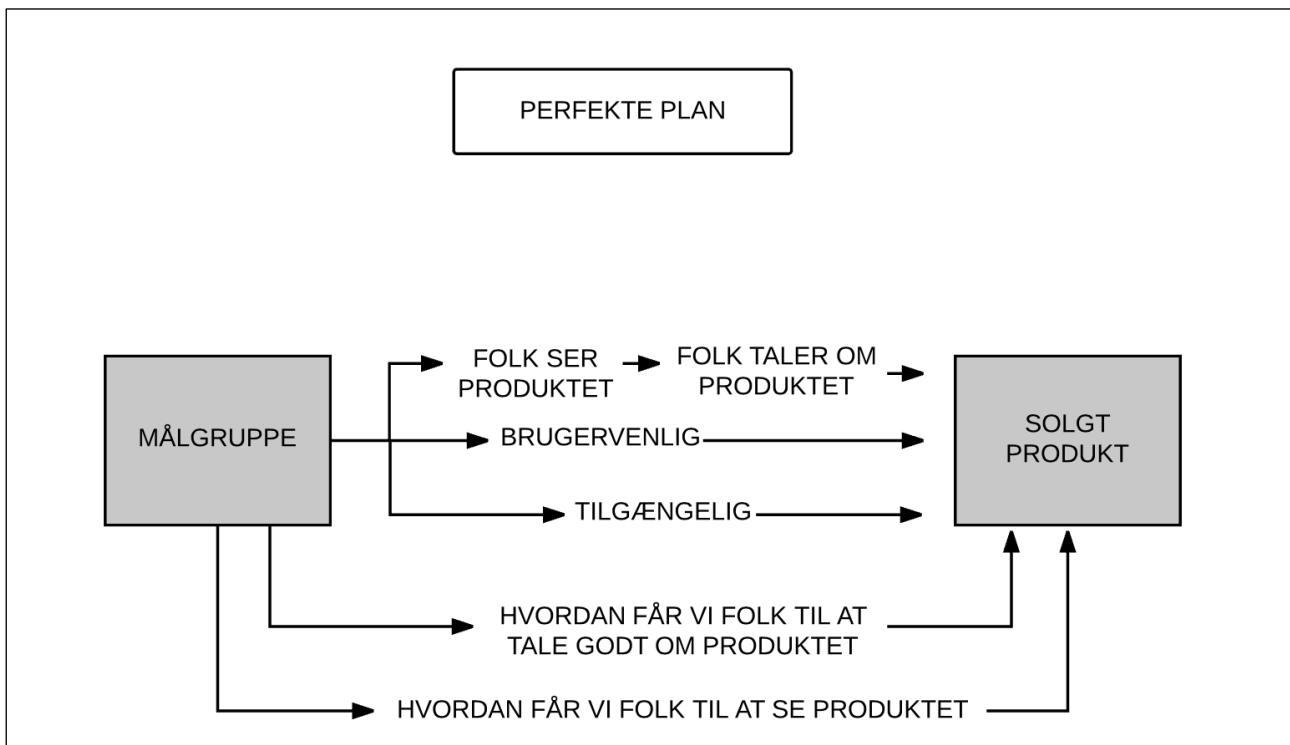 PERFEKTE PLAN
FOLK SER
PRODUKTET
FOLK TALER OM
PRODUKTET
MÅLGRUPPE
BRUGERVENLIG
SOLGT
PRODUKT
TILGÆNGELIG
HVORDAN FÅR VI FOLK TIL AT
TALE GODT OM PRODUKTET
HVORDAN FÅR VI FOLK TIL AT SE PRODUKTET